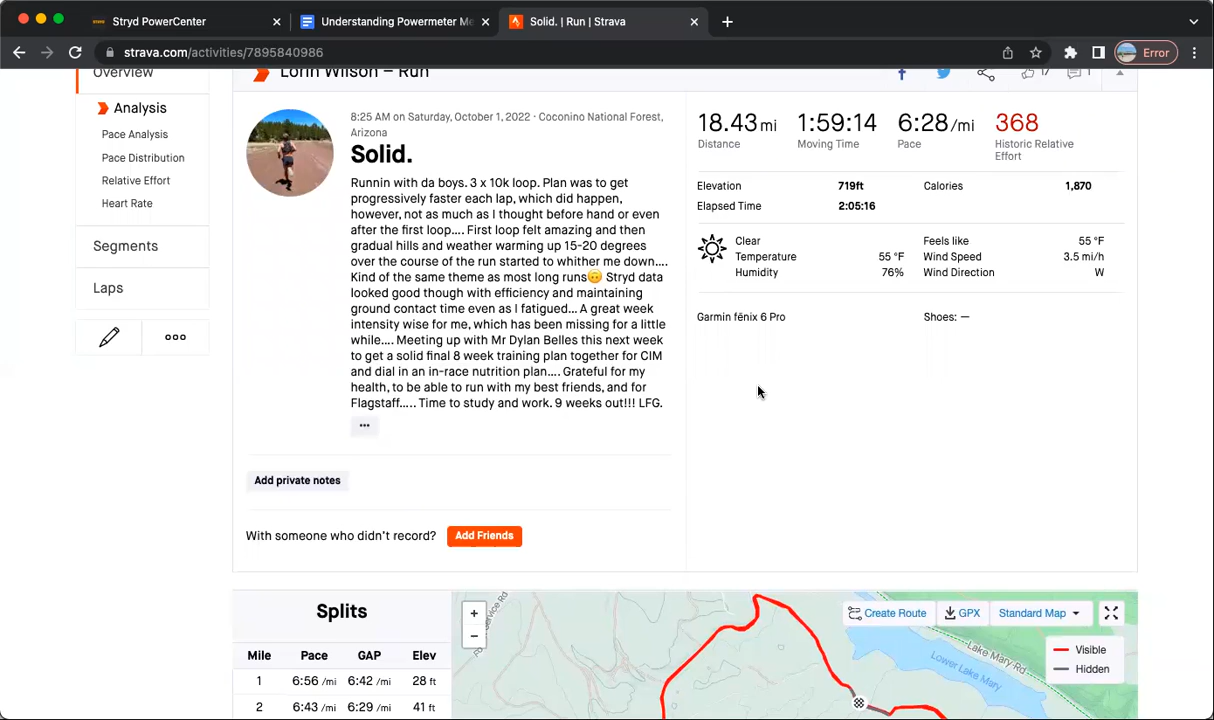 Stryd PowerCenter
Understanding Powermeter Me
Solid. | Run | Strava
strava.com/activities/7895840986
Error
Overview
Analysis
Pace Analysis
Pace Distribution
Relative Effort
Heart Rate
Segments
Laps
Lorin Wilson – Run
17
1
8:25 AM on Saturday, October 1, 2022 · Coconino National Forest,
Arizona
Solid.
Runnin with da boys. 3 x 10k loop. Plan was to get
progressively faster each lap, which did happen,
however, not as much as I thought before hand or even
after the first loop.... First loop felt amazing and then
gradual hills and weather warming up 15-20 degrees
over the course of the run started to whither me down....
Kind of the same theme as most long runs🙃 Stryd data
looked good though with efficiency and maintaining
ground contact time even as I fatigued... A great week
intensity wise for me, which has been missing for a little
while.... Meeting up with Mr Dylan Belles this next week
to get a solid final 8 week training plan together for CIM
and dial in an in-race nutrition plan.... Grateful for my
health, to be able to run with my best friends, and for
Flagstaff..... Time to study and work. 9 weeks out!!! LFG.
Add private notes
With someone who didn't record?
Add Friends
18.43 mi
Distance
1:59:14
Moving Time
6:28/mi
Pace
368
Historic Relative
Effort
Elevation 719ft Calories 1,870
Elapsed Time 2:05:16
Clear
Temperature 55 °F
Humidity 76%
Feels like 55 °F
Wind Speed 3.5 mi/h
Wind Direction W
Garmin fēnix 6 Pro
Shoes: —
Splits
Mile Pace GAP Elev
1 6:56 /mi 6:42 /mi 28 ft
2 6:43 /mi 6:29 /mi 41 ft
+
−
Create Route
GPX
Standard Map
Visible
Hidden
Lake Mary Rd
Lower Lake Mary